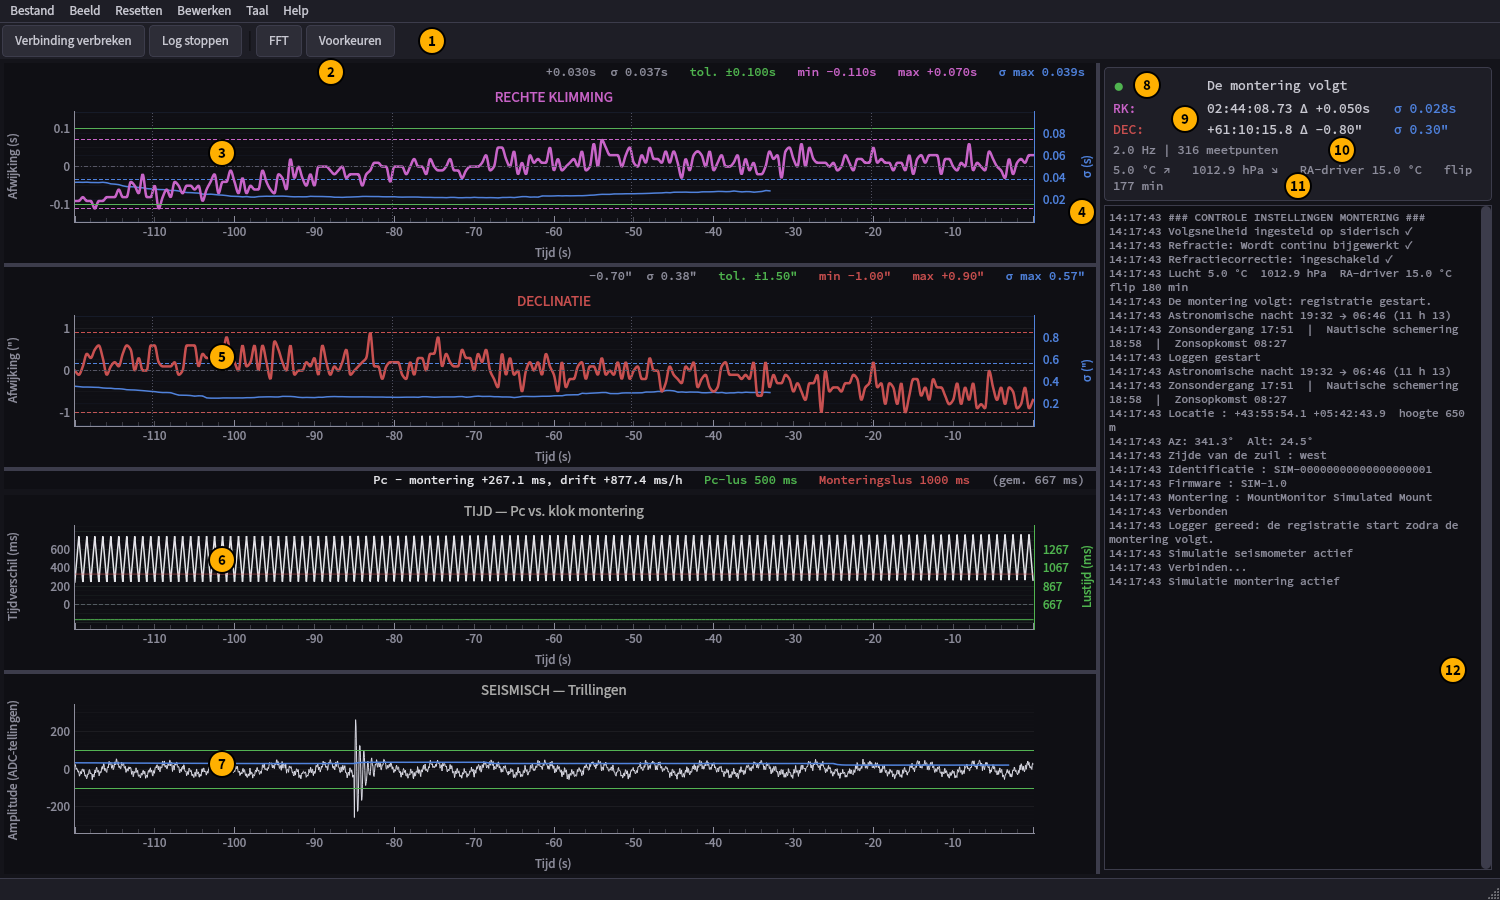 Bestand Beeld Resetten Bewerken Taal Help
Verbinding verbreken Log stoppen FFT Voorkeuren 1
2 +0.030s σ 0.037s tol. ±0.100s min −0.110s max +0.070s σ max 0.039s
RECHTE KLIMMING
Afwijking (s)
0.1
0
-0.1
3
0.08
0.06
0.04
0.02
σ (s)
4
-110 -100 -90 -80 -70 -60 -50 -40 -30 -20 -10
Tijd (s)
−0.70" σ 0.38" tol. ±1.50" min −1.00" max +0.90" σ max 0.57"
DECLINATIE
Afwijking (")
1
0
-1
5
0.8
0.6
0.4
0.2
σ (")
-110 -100 -90 -80 -70 -60 -50 -40 -30 -20 -10
Tijd (s)
Pc − montering +267.1 ms, drift +877.4 ms/h Pc-lus 500 ms Monteringslus 1000 ms (gem. 667 ms)
TIJD — Pc vs. klok montering
Tijdverschil (ms)
600
400
200
0
6
1267
1067
867
667
Lustijd (ms)
-110 -100 -90 -80 -70 -60 -50 -40 -30 -20 -10
Tijd (s)
SEISMISCH — Trillingen
Amplitude (ADC-tellingen)
200
0
-200
7
-110 -100 -90 -80 -70 -60 -50 -40 -30 -20 -10
Tijd (s)
8 De montering volgt
RK: 02:44:08.73 Δ +0.050s σ 0.028s
9
DEC: +61:10:15.8 Δ −0.80" σ 0.30"
2.0 Hz | 316 meetpunten 10
5.0 °C ↗ 1012.9 hPa ↘ RA-driver 15.0 °C flip
177 min 11
14:17:43 ### CONTROLE INSTELLINGEN MONTERING ###
14:17:43 Volgsnelheid ingesteld op siderisch ✓
14:17:43 Refractie: Wordt continu bijgewerkt ✓
14:17:43 Refractiecorrectie: ingeschakeld ✓
14:17:43 Lucht 5.0 °C 1012.9 hPa RA-driver 15.0 °C
flip 180 min
14:17:43 De montering volgt: registratie gestart.
14:17:43 Astronomische nacht 19:32 → 06:46 (11 h 13)
14:17:43 Zonsondergang 17:51 | Nautische schemering
18:58 | Zonsopkomst 08:27
14:17:43 Loggen gestart
14:17:43 Astronomische nacht 19:32 → 06:46 (11 h 13)
14:17:43 Zonsondergang 17:51 | Nautische schemering
18:58 | Zonsopkomst 08:27
14:17:43 Locatie : +43:55:54.1 +05:42:43.9 hoogte 650
m
14:17:43 Az: 341.3° Alt: 24.5°
14:17:43 Zijde van de zuil : west
14:17:43 Identificatie : SIM-00000000000000000001
14:17:43 Firmware : SIM-1.0
14:17:43 Montering : MountMonitor Simulated Mount
14:17:43 Verbonden
14:17:43 Logger gereed: de registratie start zodra de
montering volgt.
14:17:43 Simulatie seismometer actief
14:17:43 Verbinden...
14:17:43 Simulatie montering actief
12